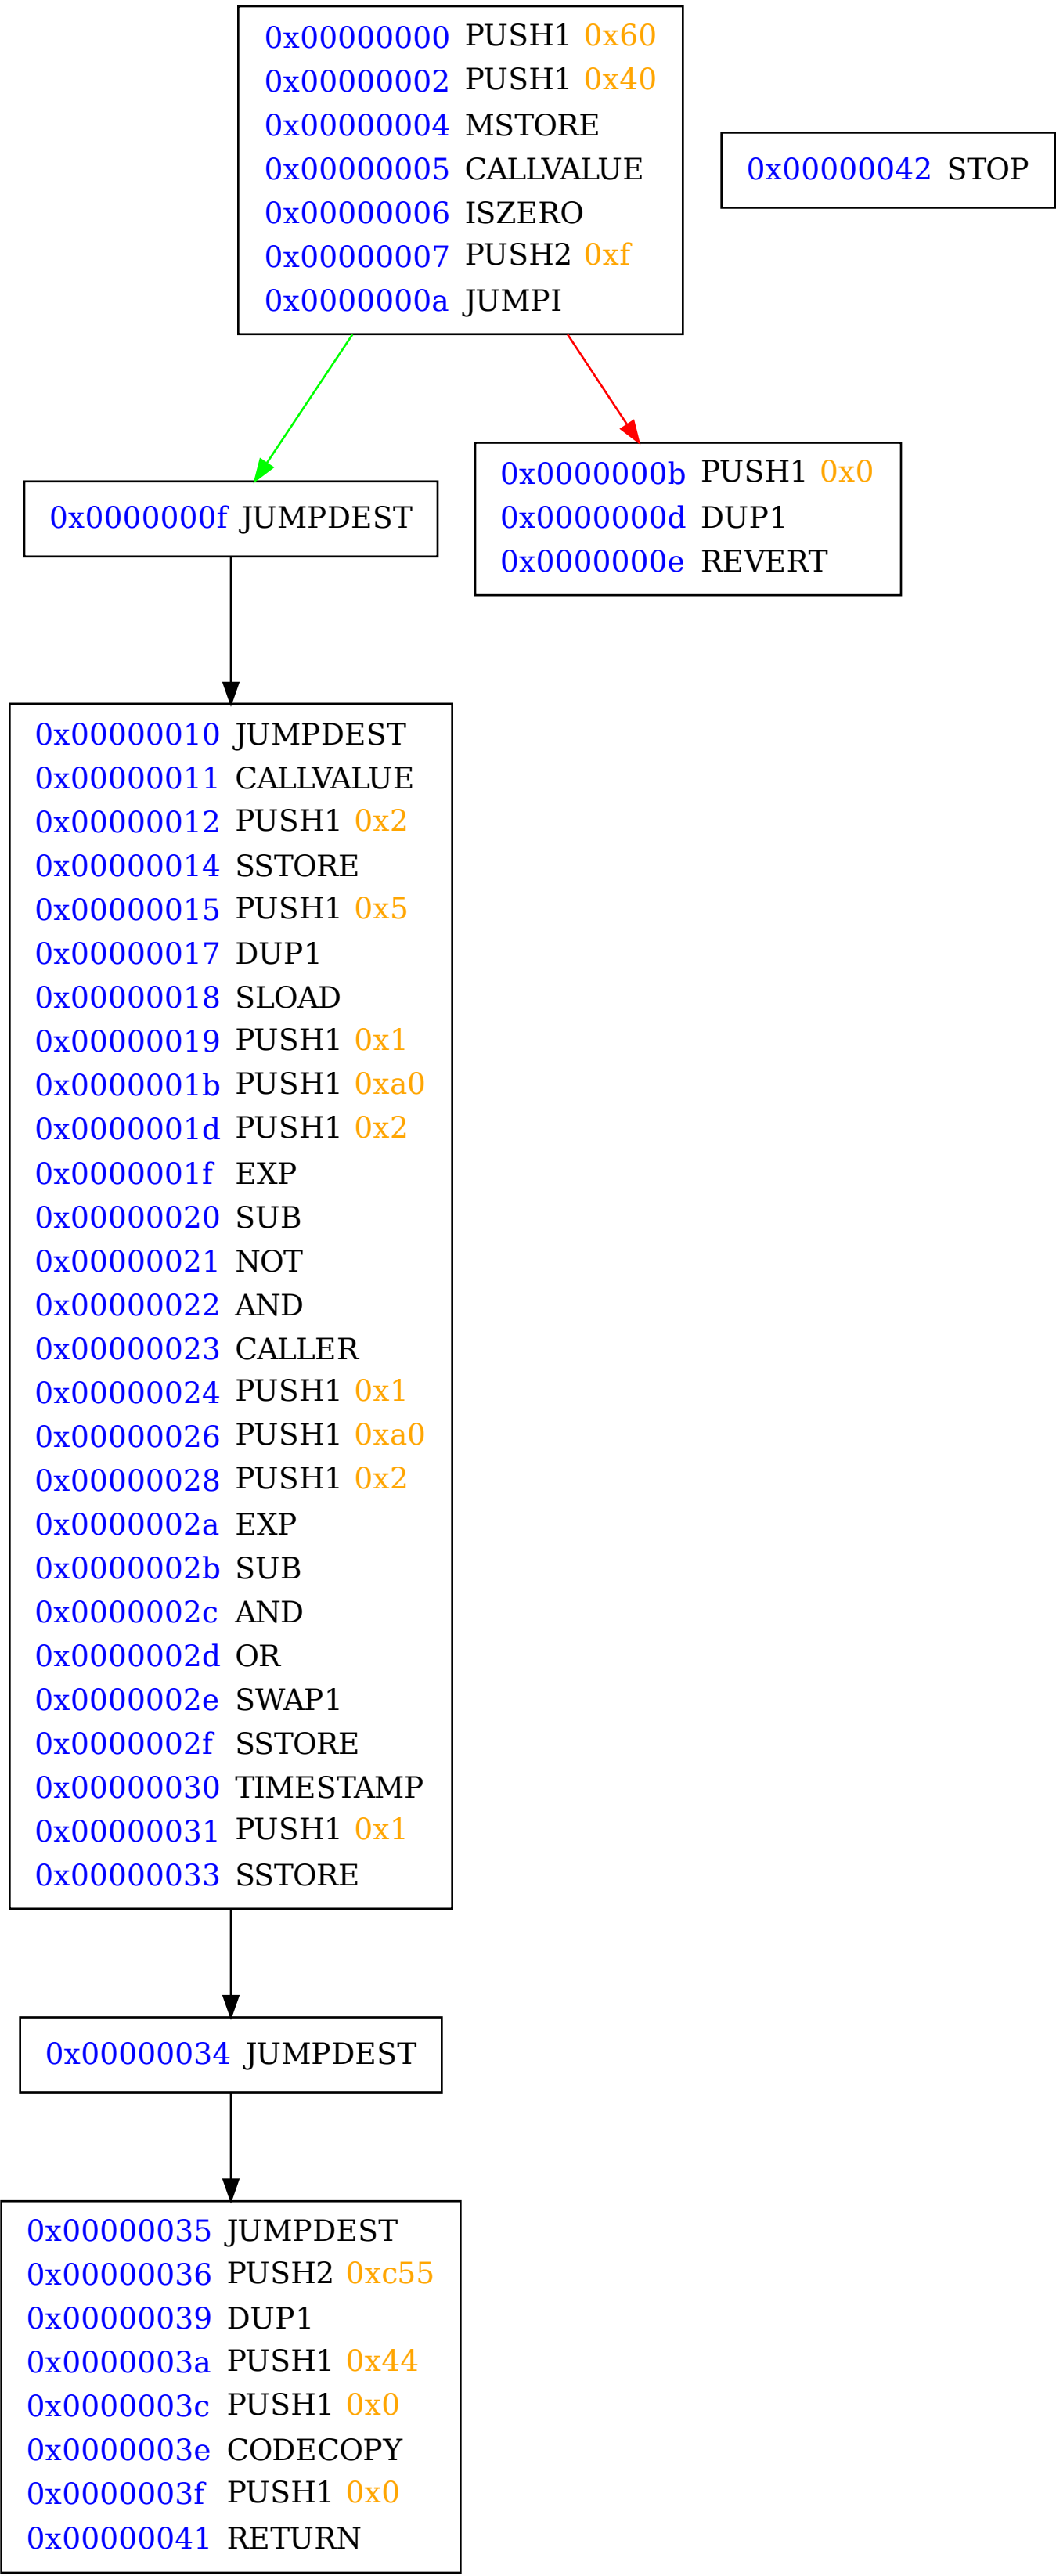 0x00000000 PUSH1 0x60
0x00000002 PUSH1 0x40
0x00000004 MSTORE
0x00000005 CALLVALUE
0x00000006 ISZERO
0x00000007 PUSH2 0xf
0x0000000a JUMPI
0x00000042 STOP
0x0000000f JUMPDEST
0x0000000b PUSH1 0x0
0x0000000d DUP1
0x0000000e REVERT
0x00000010 JUMPDEST
0x00000011 CALLVALUE
0x00000012 PUSH1 0x2
0x00000014 SSTORE
0x00000015 PUSH1 0x5
0x00000017 DUP1
0x00000018 SLOAD
0x00000019 PUSH1 0x1
0x0000001b PUSH1 0xa0
0x0000001d PUSH1 0x2
0x0000001f EXP
0x00000020 SUB
0x00000021 NOT
0x00000022 AND
0x00000023 CALLER
0x00000024 PUSH1 0x1
0x00000026 PUSH1 0xa0
0x00000028 PUSH1 0x2
0x0000002a EXP
0x0000002b SUB
0x0000002c AND
0x0000002d OR
0x0000002e SWAP1
0x0000002f SSTORE
0x00000030 TIMESTAMP
0x00000031 PUSH1 0x1
0x00000033 SSTORE
0x00000034 JUMPDEST
0x00000035 JUMPDEST
0x00000036 PUSH2 0xc55
0x00000039 DUP1
0x0000003a PUSH1 0x44
0x0000003c PUSH1 0x0
0x0000003e CODECOPY
0x0000003f PUSH1 0x0
0x00000041 RETURN